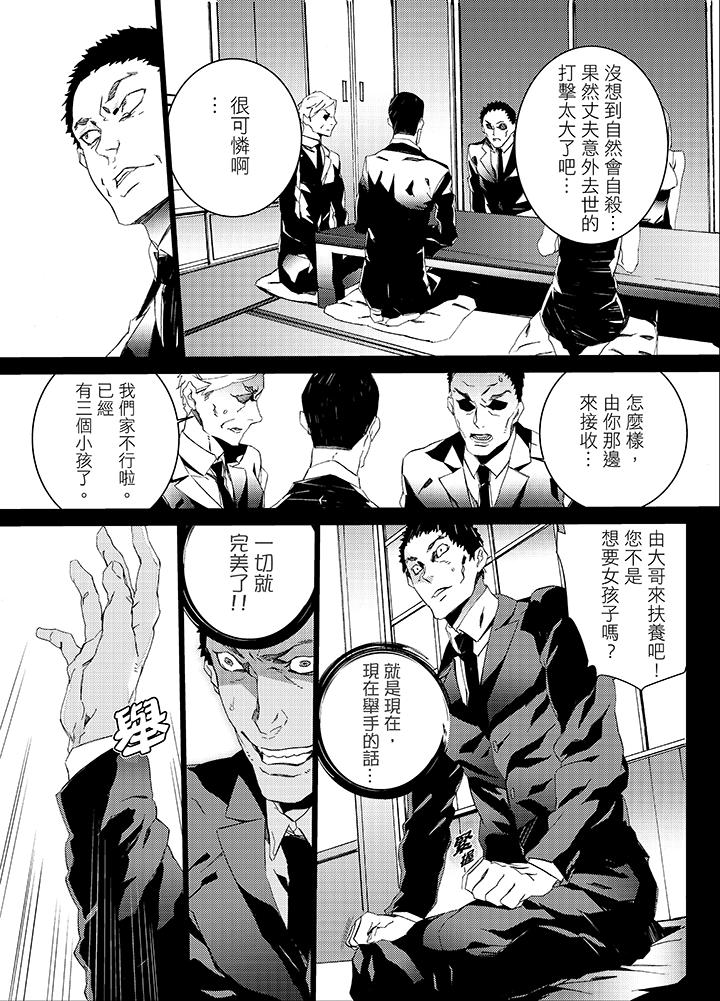 沒想到自然會自殺…
果然丈夫意外去世的
打擊太大了吧…
很可憐啊
…
怎麼樣，
由你那邊
來接收…
我們家不行啦。
已經
有三個小孩了。
由大哥來扶養吧！
您不是
想要女孩子嗎？
緊握
就是現在，
現在舉手的話…
一切就
完美了!!
舉